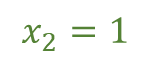 x₂ = 1